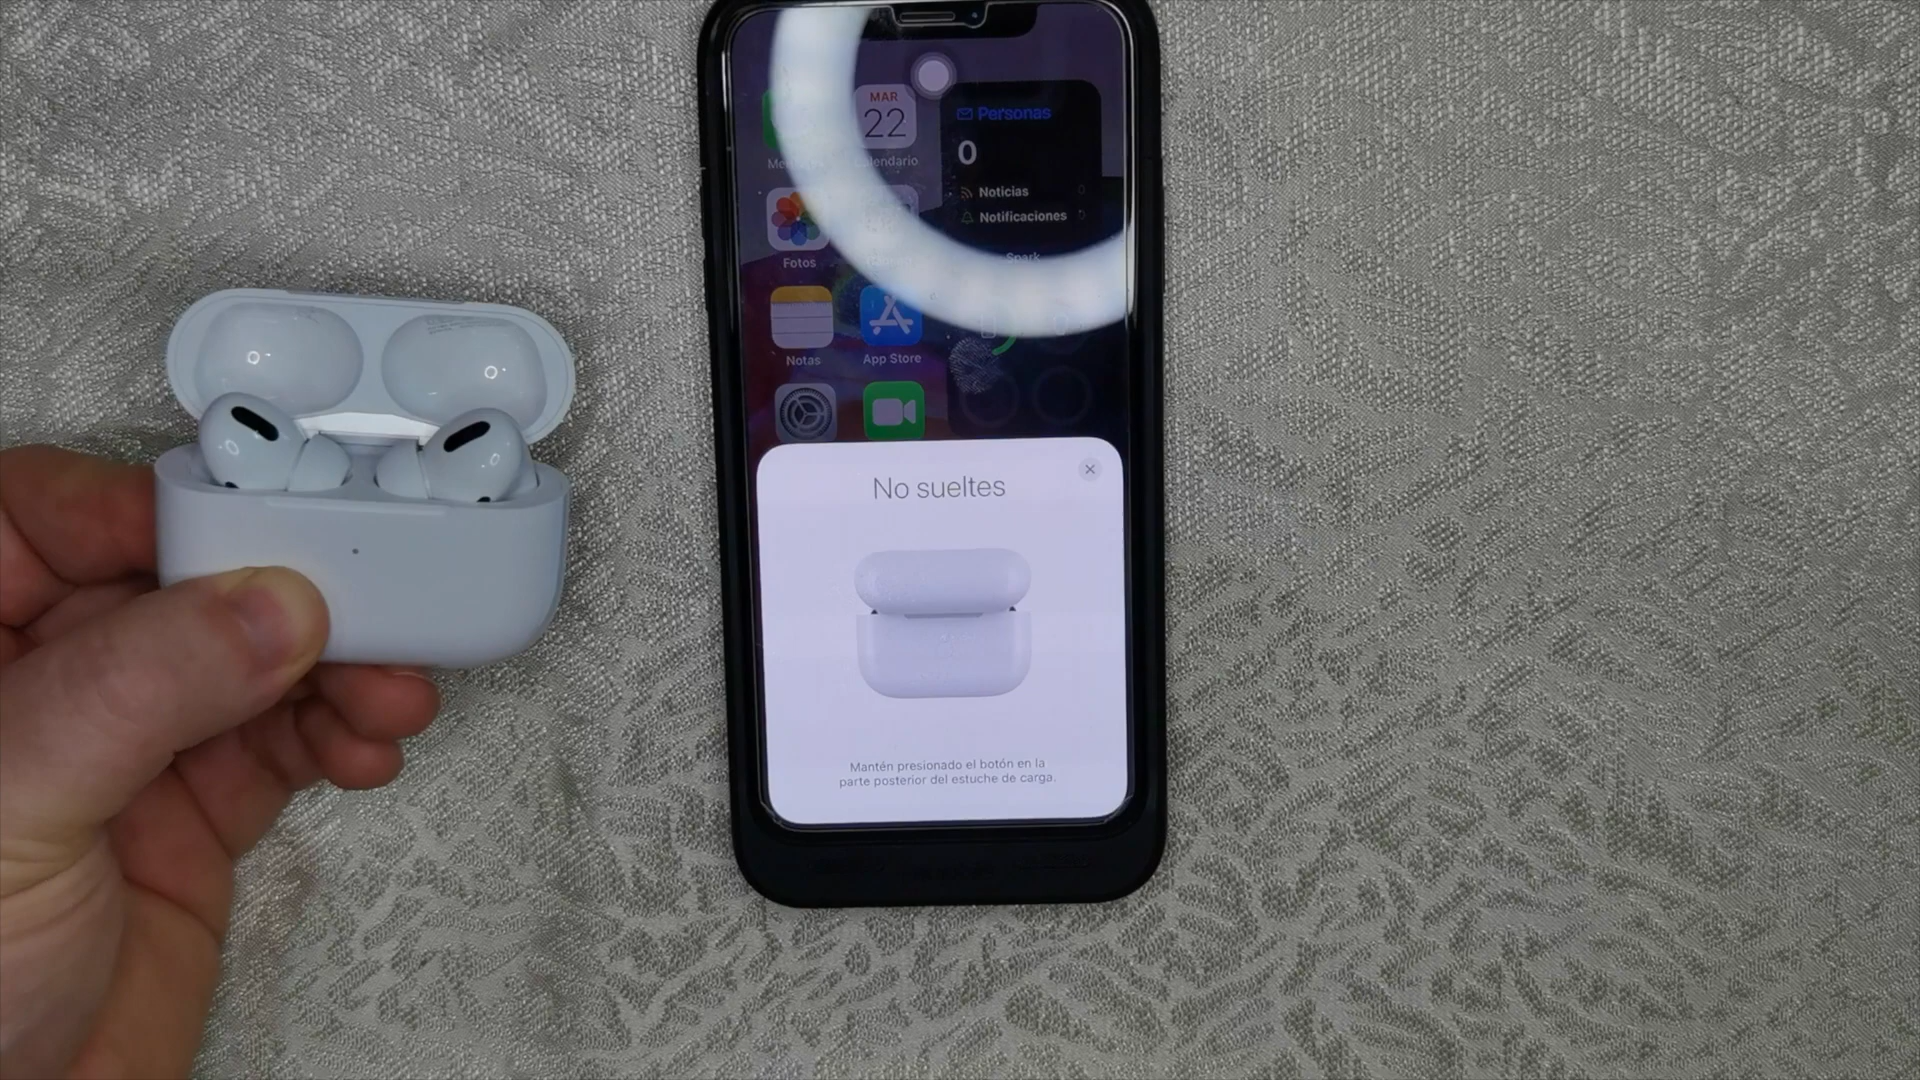 MAR
22
Calendario
Personas
0
Noticias
Notificaciones
Fotos
Spark
Notas
App Store
No sueltes
Mantén presionado el botón en la
parte posterior del estuche de carga.